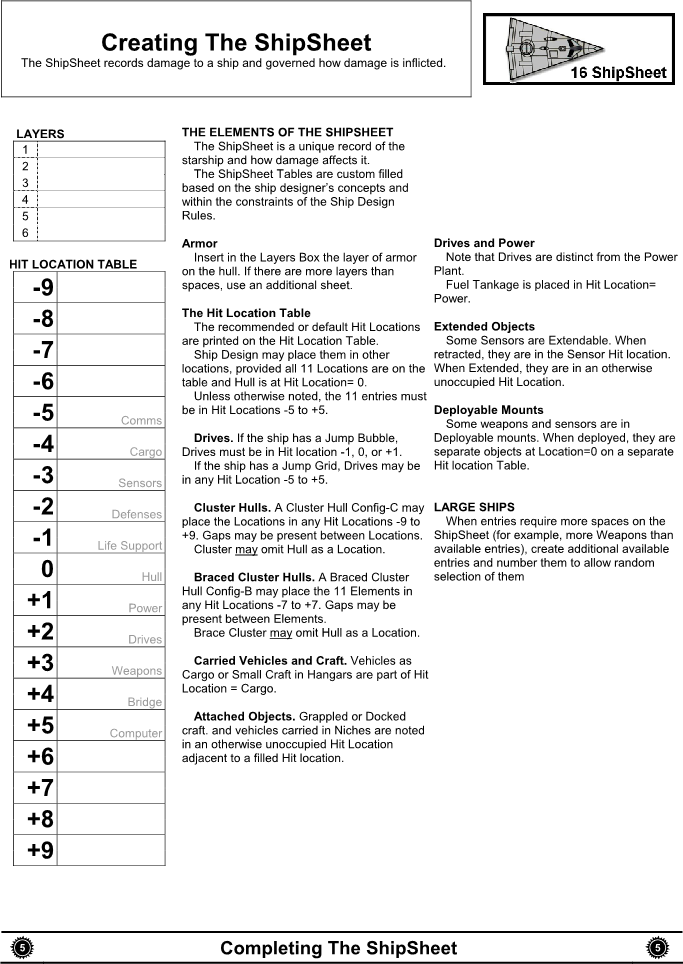 Creating The ShipSheet
The ShipSheet records damage to a ship and governed how damage is inflicted.
16 ShipSheet
LAYERS
1
2
3
4
5
6
HIT LOCATION TABLE
-9
-8
-7
-6
-5 Comms
-4 Cargo
-3 Sensors
-2 Defenses
-1 Life Support
0 Hull
+1 Power
+2 Drives
+3 Weapons
+4 Bridge
+5 Computer
+6
+7
+8
+9
THE ELEMENTS OF THE SHIPSHEET
The ShipSheet is a unique record of the
starship and how damage affects it.
The ShipSheet Tables are custom filled
based on the ship designer's concepts and
within the constraints of the Ship Design
Rules.
Armor
Insert in the Layers Box the layer of armor
on the hull. If there are more layers than
spaces, use an additional sheet.
The Hit Location Table
The recommended or default Hit Locations
are printed on the Hit Location Table.
Ship Design may place them in other
locations, provided all 11 Locations are on the
table and Hull is at Hit Location= 0.
Unless otherwise noted, the 11 entries must
be in Hit Locations -5 to +5.
Drives. If the ship has a Jump Bubble,
Drives must be in Hit location -1, 0, or +1.
If the ship has a Jump Grid, Drives may be
in any Hit Location -5 to +5.
Cluster Hulls. A Cluster Hull Config-C may
place the Locations in any Hit Locations -9 to
+9. Gaps may be present between Locations.
Cluster may omit Hull as a Location.
Braced Cluster Hulls. A Braced Cluster
Hull Config-B may place the 11 Elements in
any Hit Locations -7 to +7. Gaps may be
present between Elements.
Brace Cluster may omit Hull as a Location.
Carried Vehicles and Craft. Vehicles as
Cargo or Small Craft in Hangars are part of Hit
Location = Cargo.
Attached Objects. Grappled or Docked
craft. and vehicles carried in Niches are noted
in an otherwise unoccupied Hit Location
adjacent to a filled Hit location.
Drives and Power
Note that Drives are distinct from the Power
Plant.
Fuel Tankage is placed in Hit Location=
Power.
Extended Objects
Some Sensors are Extendable. When
retracted, they are in the Sensor Hit location.
When Extended, they are in an otherwise
unoccupied Hit Location.
Deployable Mounts
Some weapons and sensors are in
Deployable mounts. When deployed, they are
separate objects at Location=0 on a separate
Hit location Table.
LARGE SHIPS
When entries require more spaces on the
ShipSheet (for example, more Weapons than
available entries), create additional available
entries and number them to allow random
selection of them
5 Completing The ShipSheet 5